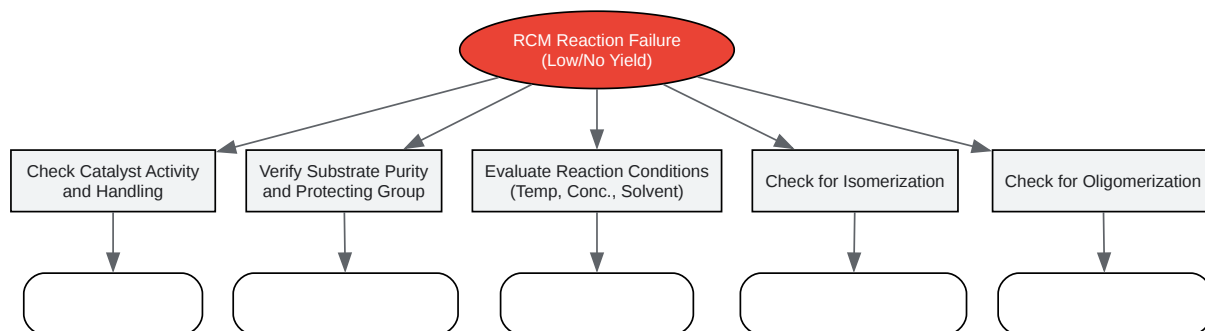 RCM Reaction Failure
(Low/No Yield)
Check Catalyst Activity
and Handling
Verify Substrate Purity
and Protecting Group
Evaluate Reaction Conditions
(Temp, Conc., Solvent)
Check for Isomerization
Check for Oligomerization